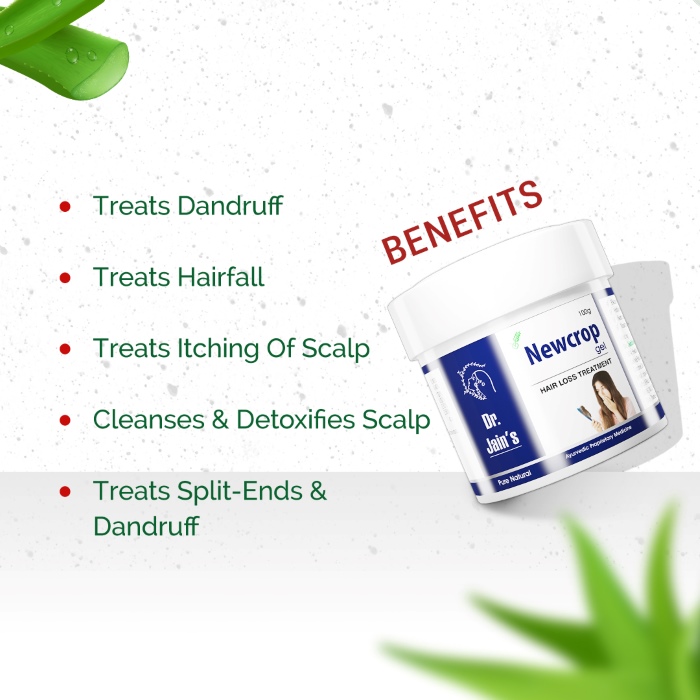 BENEFITS
Treats Dandruff
Treats Hairfall
Treats Itching Of Scalp
Cleanses & Detoxifies Scalp
Treats Split-Ends &
Dandruff
100g
Newcrop
gel
HAIR LOSS TREATMENT
Dr.
Jain's
Pure Natural
Ayurvedic Proprietary Medicine